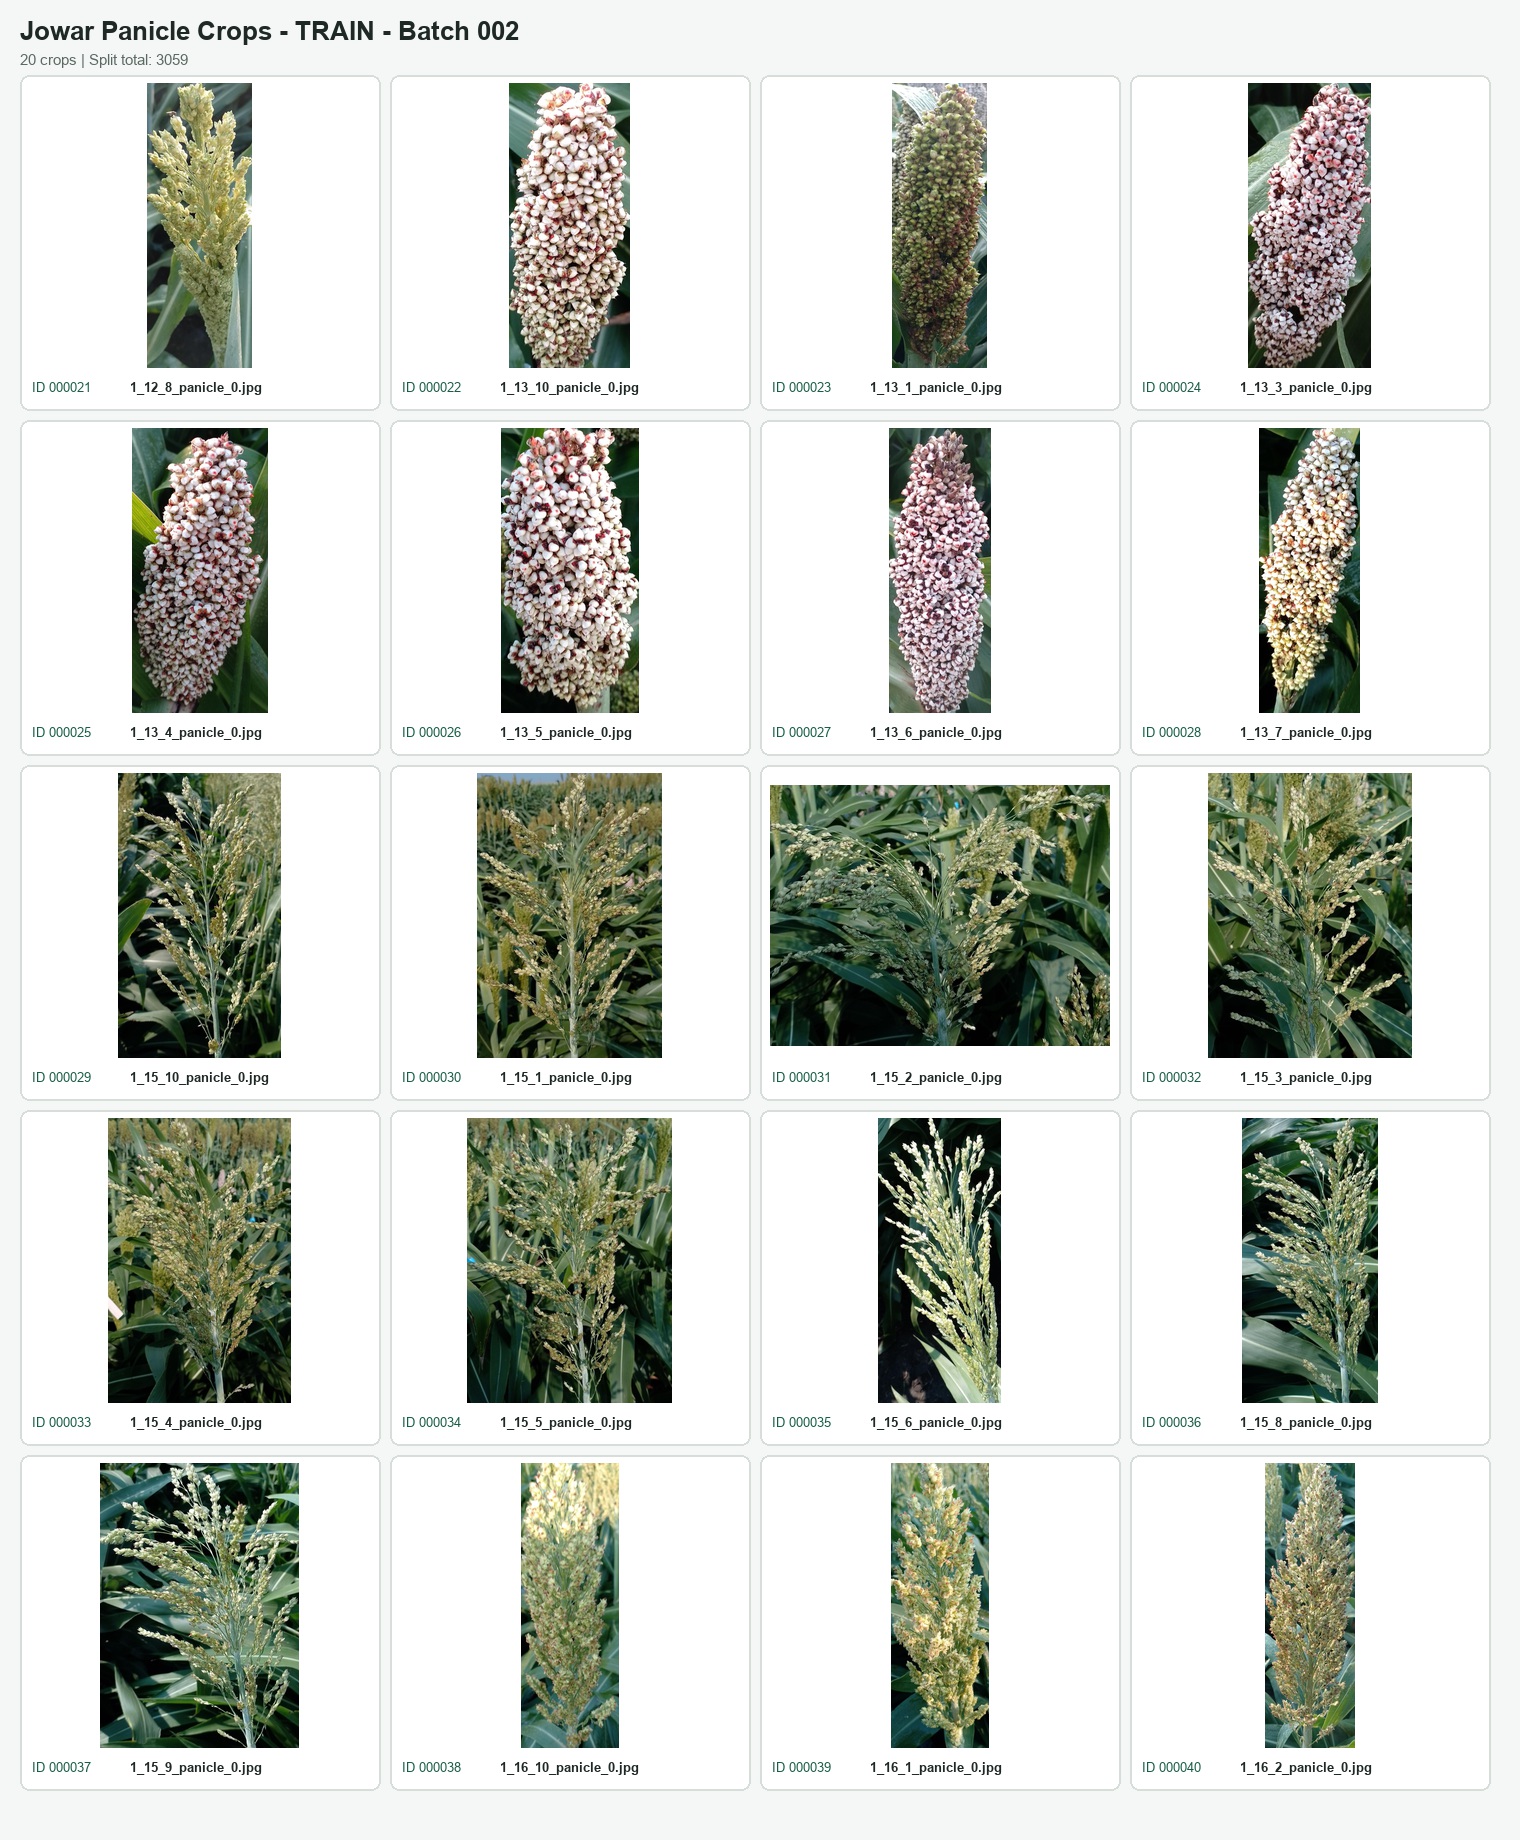 Jowar Panicle Crops - TRAIN - Batch 002
20 crops | Split total: 3059
ID 000021 1_12_8_panicle_0.jpg
ID 000022 1_13_10_panicle_0.jpg
ID 000023 1_13_1_panicle_0.jpg
ID 000024 1_13_3_panicle_0.jpg
ID 000025 1_13_4_panicle_0.jpg
ID 000026 1_13_5_panicle_0.jpg
ID 000027 1_13_6_panicle_0.jpg
ID 000028 1_13_7_panicle_0.jpg
ID 000029 1_15_10_panicle_0.jpg
ID 000030 1_15_1_panicle_0.jpg
ID 000031 1_15_2_panicle_0.jpg
ID 000032 1_15_3_panicle_0.jpg
ID 000033 1_15_4_panicle_0.jpg
ID 000034 1_15_5_panicle_0.jpg
ID 000035 1_15_6_panicle_0.jpg
ID 000036 1_15_8_panicle_0.jpg
ID 000037 1_15_9_panicle_0.jpg
ID 000038 1_16_10_panicle_0.jpg
ID 000039 1_16_1_panicle_0.jpg
ID 000040 1_16_2_panicle_0.jpg